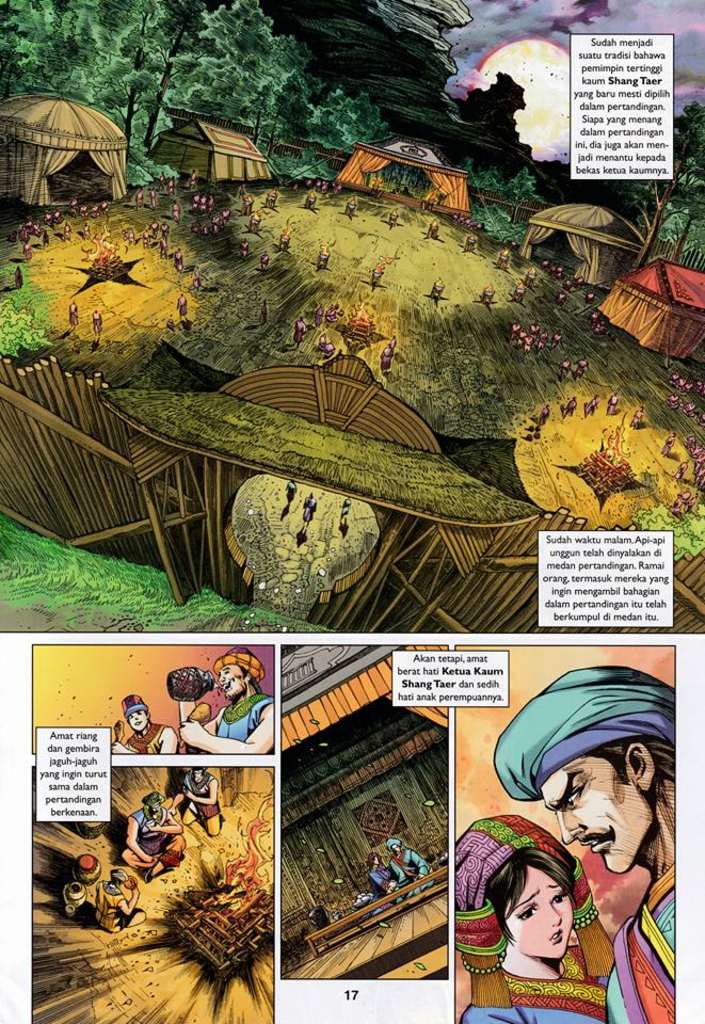 Sudah menjadi
suatu tradisi bahawa
pemimpin tertinggi
kaum Shang Taer
yang baru mesti dipilih
dalam pertandingan.
Siapa yang menang
dalam pertandingan
ini, dia juga akan men-
jadi menantu kepada
bekas ketua kaumnya.
Sudah waktu malam. Api-api
unggun telah dinyalakan di
medan pertandingan. Ramai
orang, termasuk mereka yang
ingin mengambil bahagian
dalam pertandingan itu telah
berkumpul di medan itu.
Amat riang
dan gembira
jaguh-jaguh
yang ingin turut
sama dalam
pertandingan
berkenaan.
Akan tetapi, amat
berat hati Ketua Kaum
Shang Taer dan sedih
hati anak perempuannya.
17